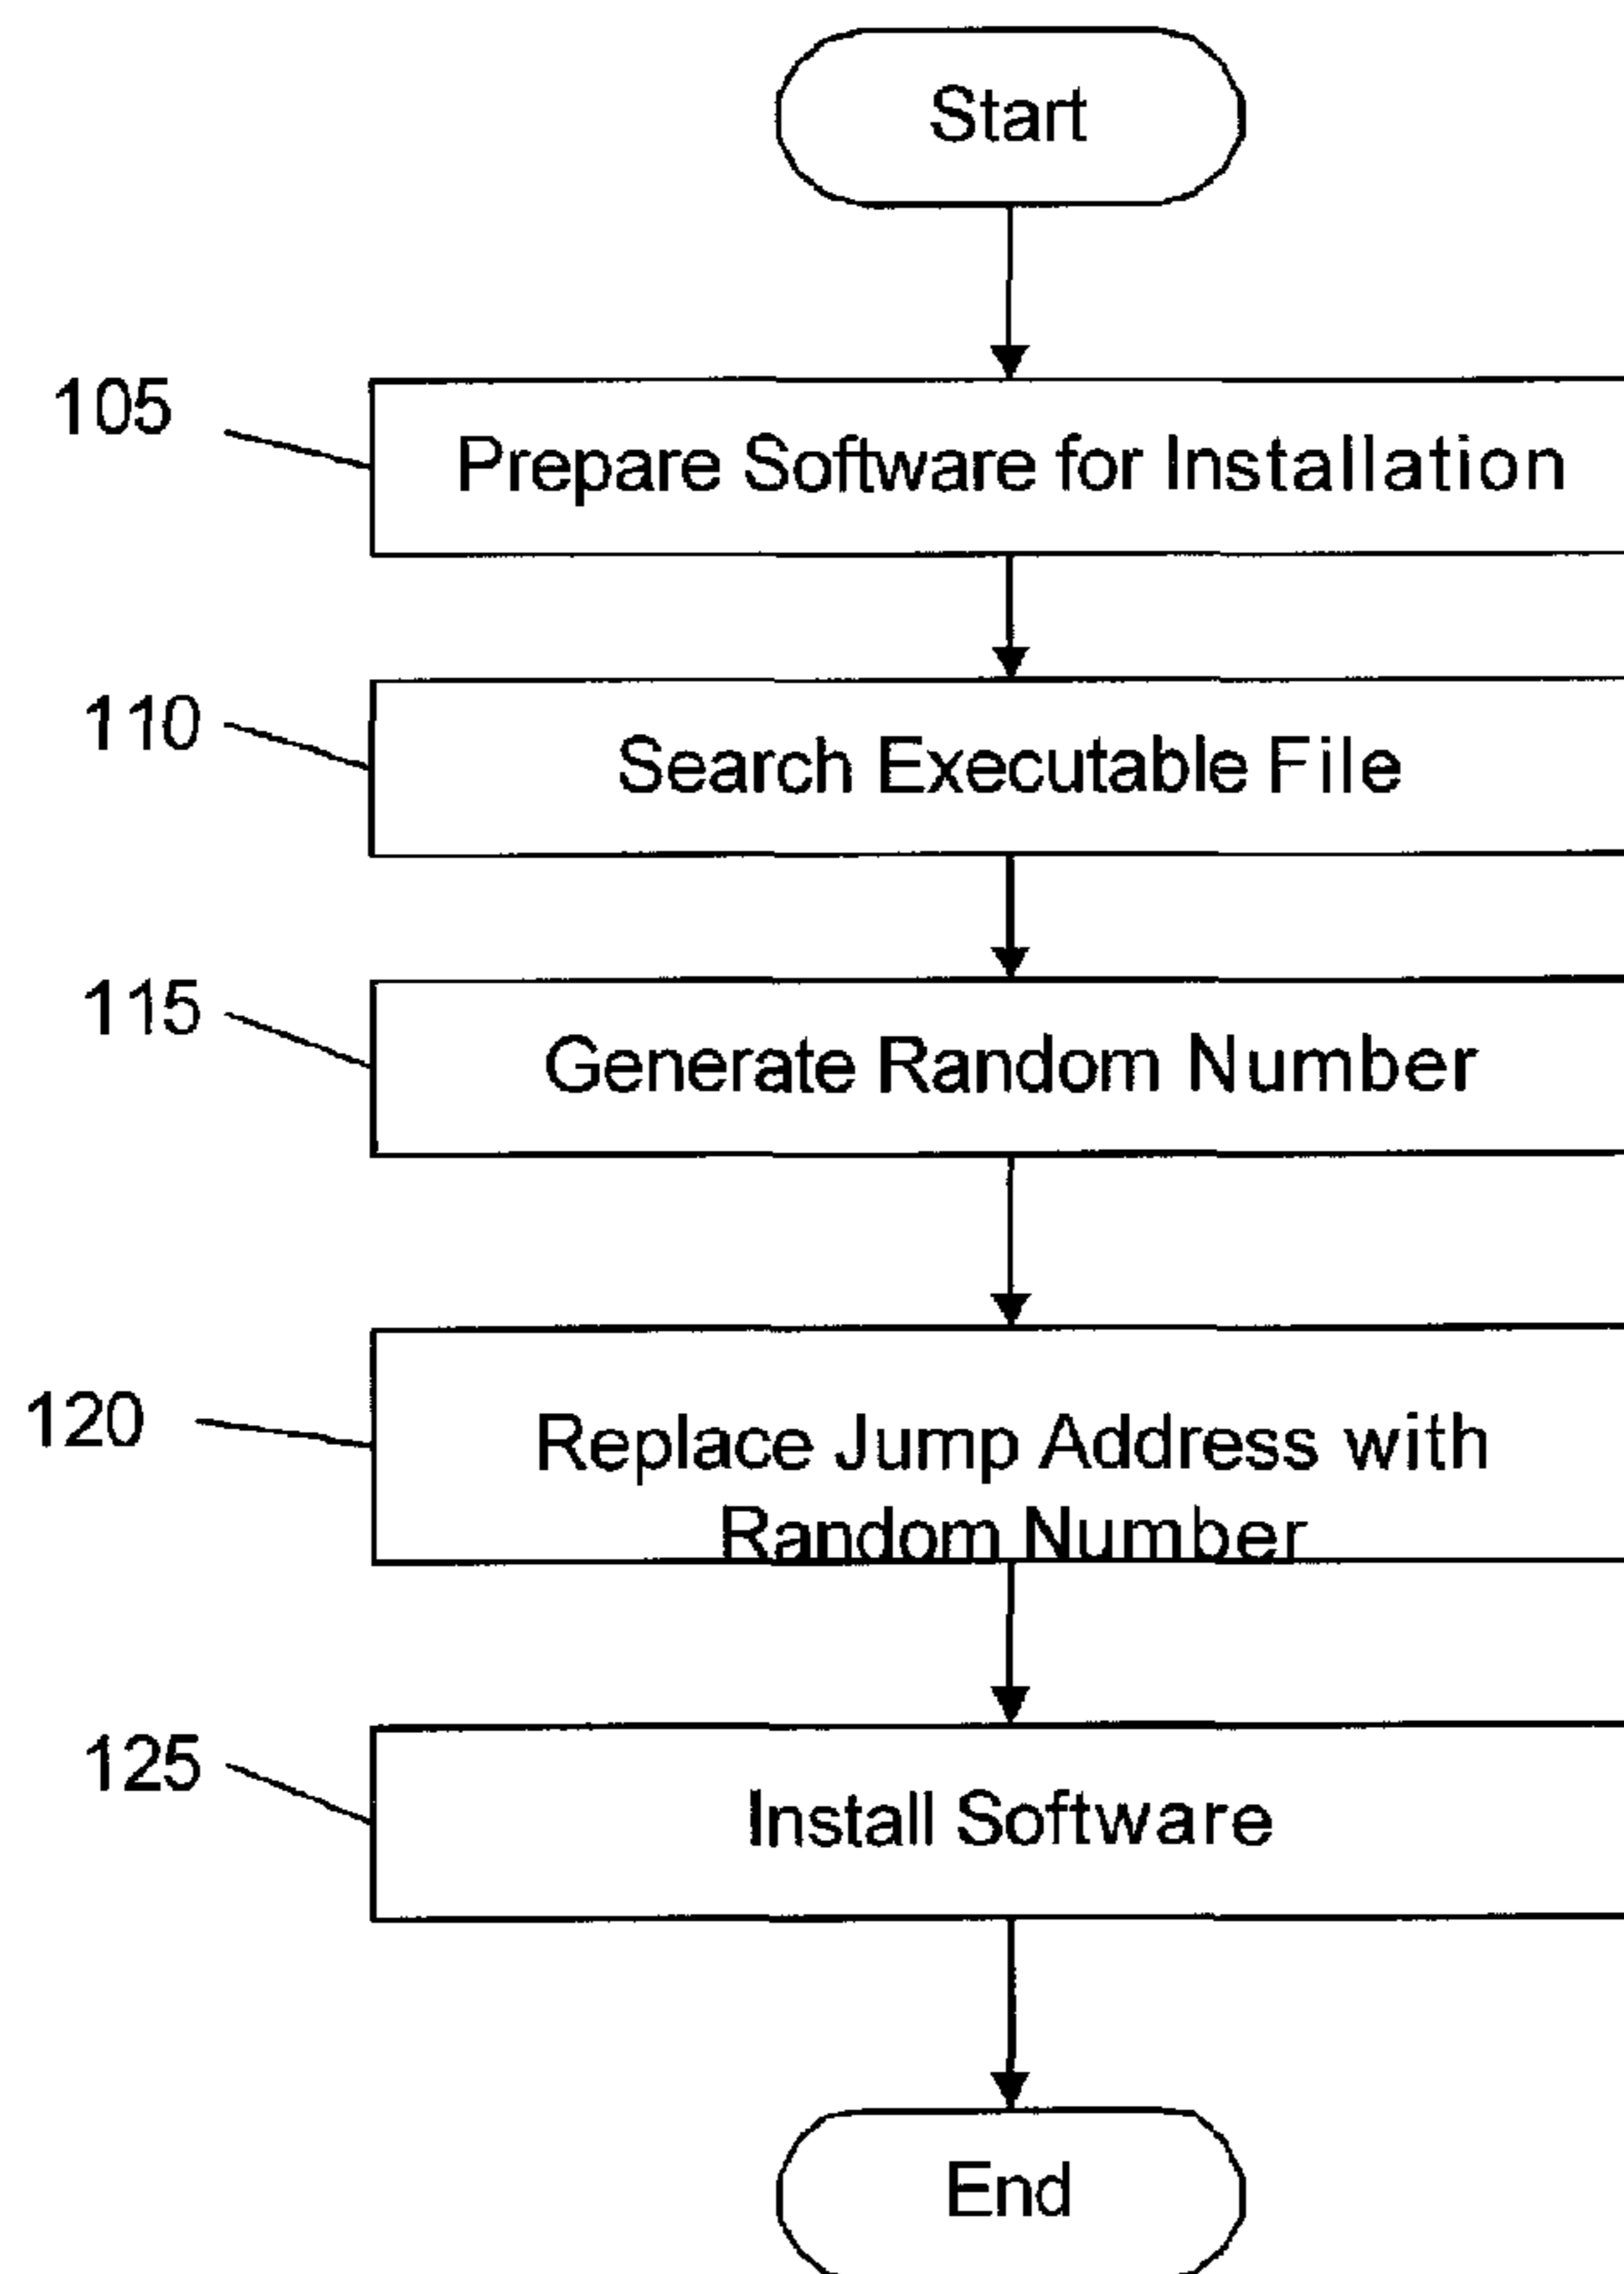 Start
105
Prepare Software for Installation
110
Search Executable File
115
Generate Random Number
120
Replace Jump Address with
Random Number
125
Install Software
End